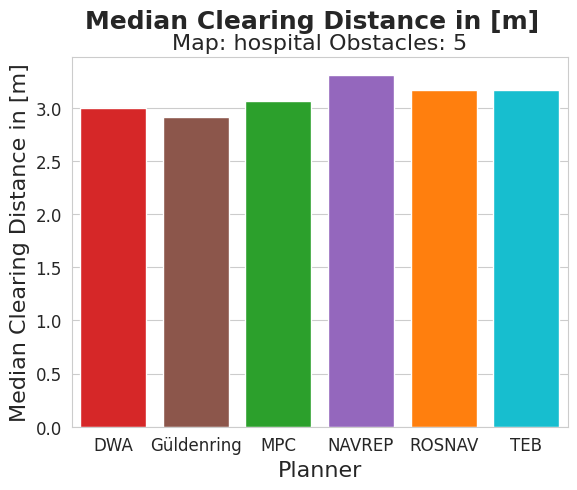 Median Clearing Distance in [m]
Map: hospital Obstacles: 5
Median Clearing Distance in [m]
3.0
2.5
2.0
1.5
1.0
0.5
0.0
DWA Güldenring MPC NAVREP ROSNAV TEB
Planner